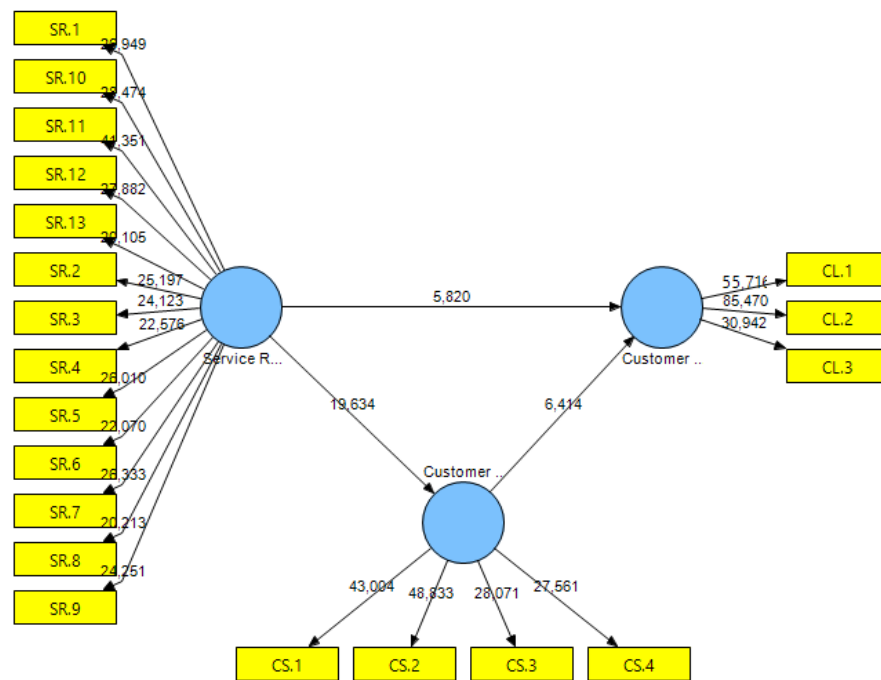 SR.1
SR.10
SR.11
SR.12
SR.13
SR.2
SR.3
SR.4
SR.5
SR.6
SR.7
SR.8
SR.9
28,474
41,351
27,882
25,197
24,123
22,576
26,010
22,070
26,333
20,213
24,251
Service R...
5,820
19,634
6,414
Customer ..
55,716
85,470
30,942
CL.1
CL.2
CL.3
Customer ..
43,004
48,833
28,071
27,561
CS.1
CS.2
CS.3
CS.4